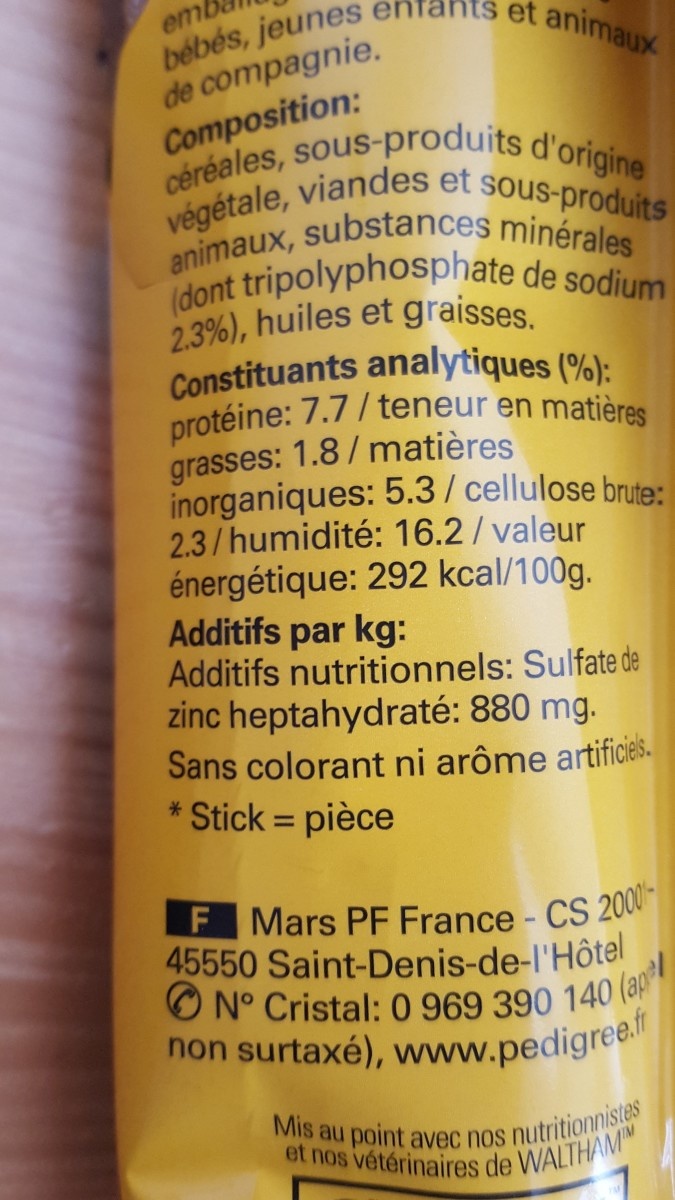 bébés, jeunes enfants et animaux
de compagnie.
Composition:
céréales, sous-produits d'origine
végétale, viandes et sous-produits
animaux, substances minérales
(dont tripolyphosphate de sodium
2.3%), huiles et graisses.
Constituants analytiques (%):
protéine: 7.7 / teneur en matières
grasses: 1.8 / matières
inorganiques: 5.3 / cellulose brute:
2.3 / humidité: 16.2 / valeur
énergétique: 292 kcal/100g.
Additifs par kg:
Additifs nutritionnels: Sulfate de
zinc heptahydraté: 880 mg.
Sans colorant ni arôme artificiels.
* Stick = pièce
F Mars PF France - CS
45550 Saint-Denis-de-l'Hôtel
✆ N° Cristal: 0 969 390 140 (appel
non surtaxé), www.pedigree.fr
Mis au point avec nos nutritionnistes
et nos vétérinaires de WALTHAM™